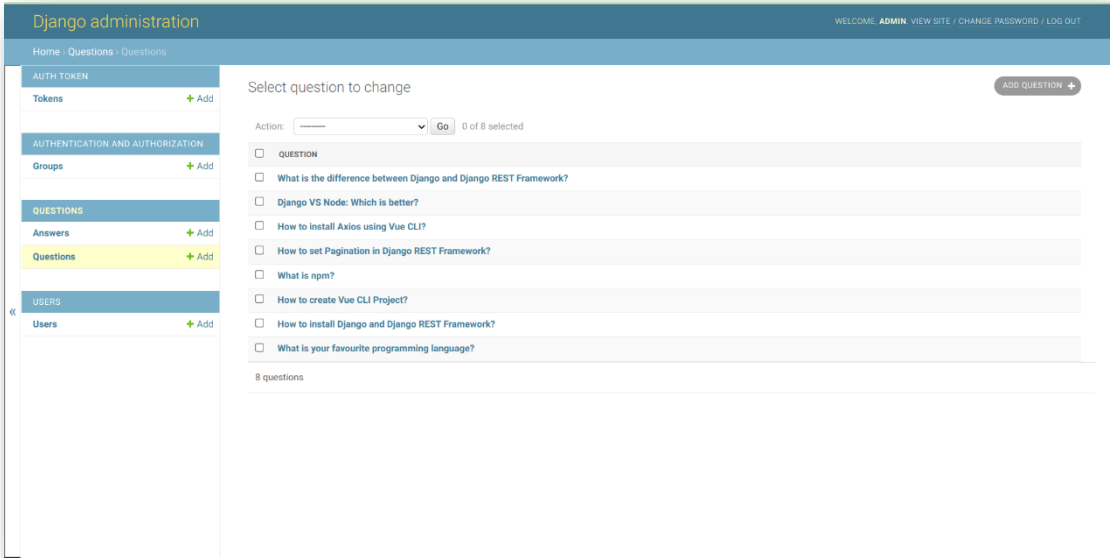 Django administration
WELCOME, ADMIN. VIEW SITE / CHANGE PASSWORD / LOG OUT
Home › Questions › Questions
«
AUTH TOKEN
Tokens + Add
AUTHENTICATION AND AUTHORIZATION
Groups + Add
QUESTIONS
Answers + Add
Questions + Add
USERS
Users + Add
Select question to change
ADD QUESTION +
Action: --------- Go 0 of 8 selected
QUESTION
What is the difference between Django and Django REST Framework?
Django VS Node: Which is better?
How to install Axios using Vue CLI?
How to set Pagination in Django REST Framework?
What is npm?
How to create Vue CLI Project?
How to install Django and Django REST Framework?
What is your favourite programming language?
8 questions